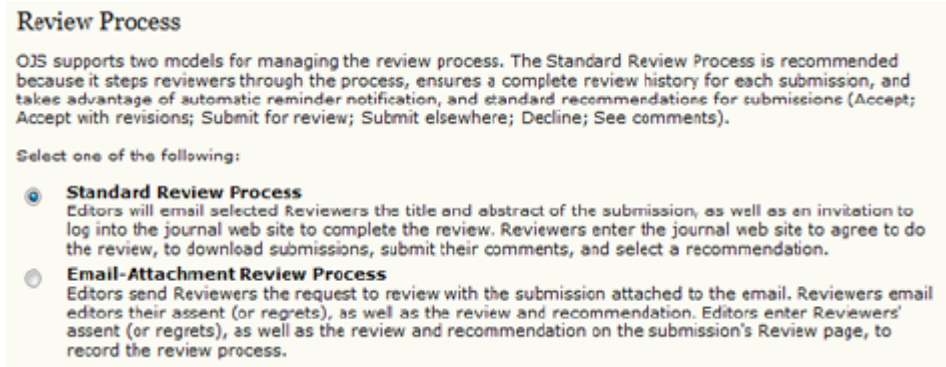 Review Process
OJS supports two models for managing the review process. The Standard Review Process is recommended
because it steps reviewers through the process, ensures a complete review history for each submission, and
takes advantage of automatic reminder notification, and standard recommendations for submissions (Accept;
Accept with revisions; Submit for review; Submit elsewhere; Decline; See comments).
Select one of the following:
Standard Review Process
Editors will email selected Reviewers the title and abstract of the submission, as well as an invitation to
log into the journal web site to complete the review. Reviewers enter the journal web site to agree to do
the review, to download submissions, submit their comments, and select a recommendation.
Email-Attachment Review Process
Editors send Reviewers the request to review with the submission attached to the email. Reviewers email
editors their assent (or regrets), as well as the review and recommendation. Editors enter Reviewers'
assent (or regrets), as well as the review and recommendation on the submission's Review page, to
record the review process.